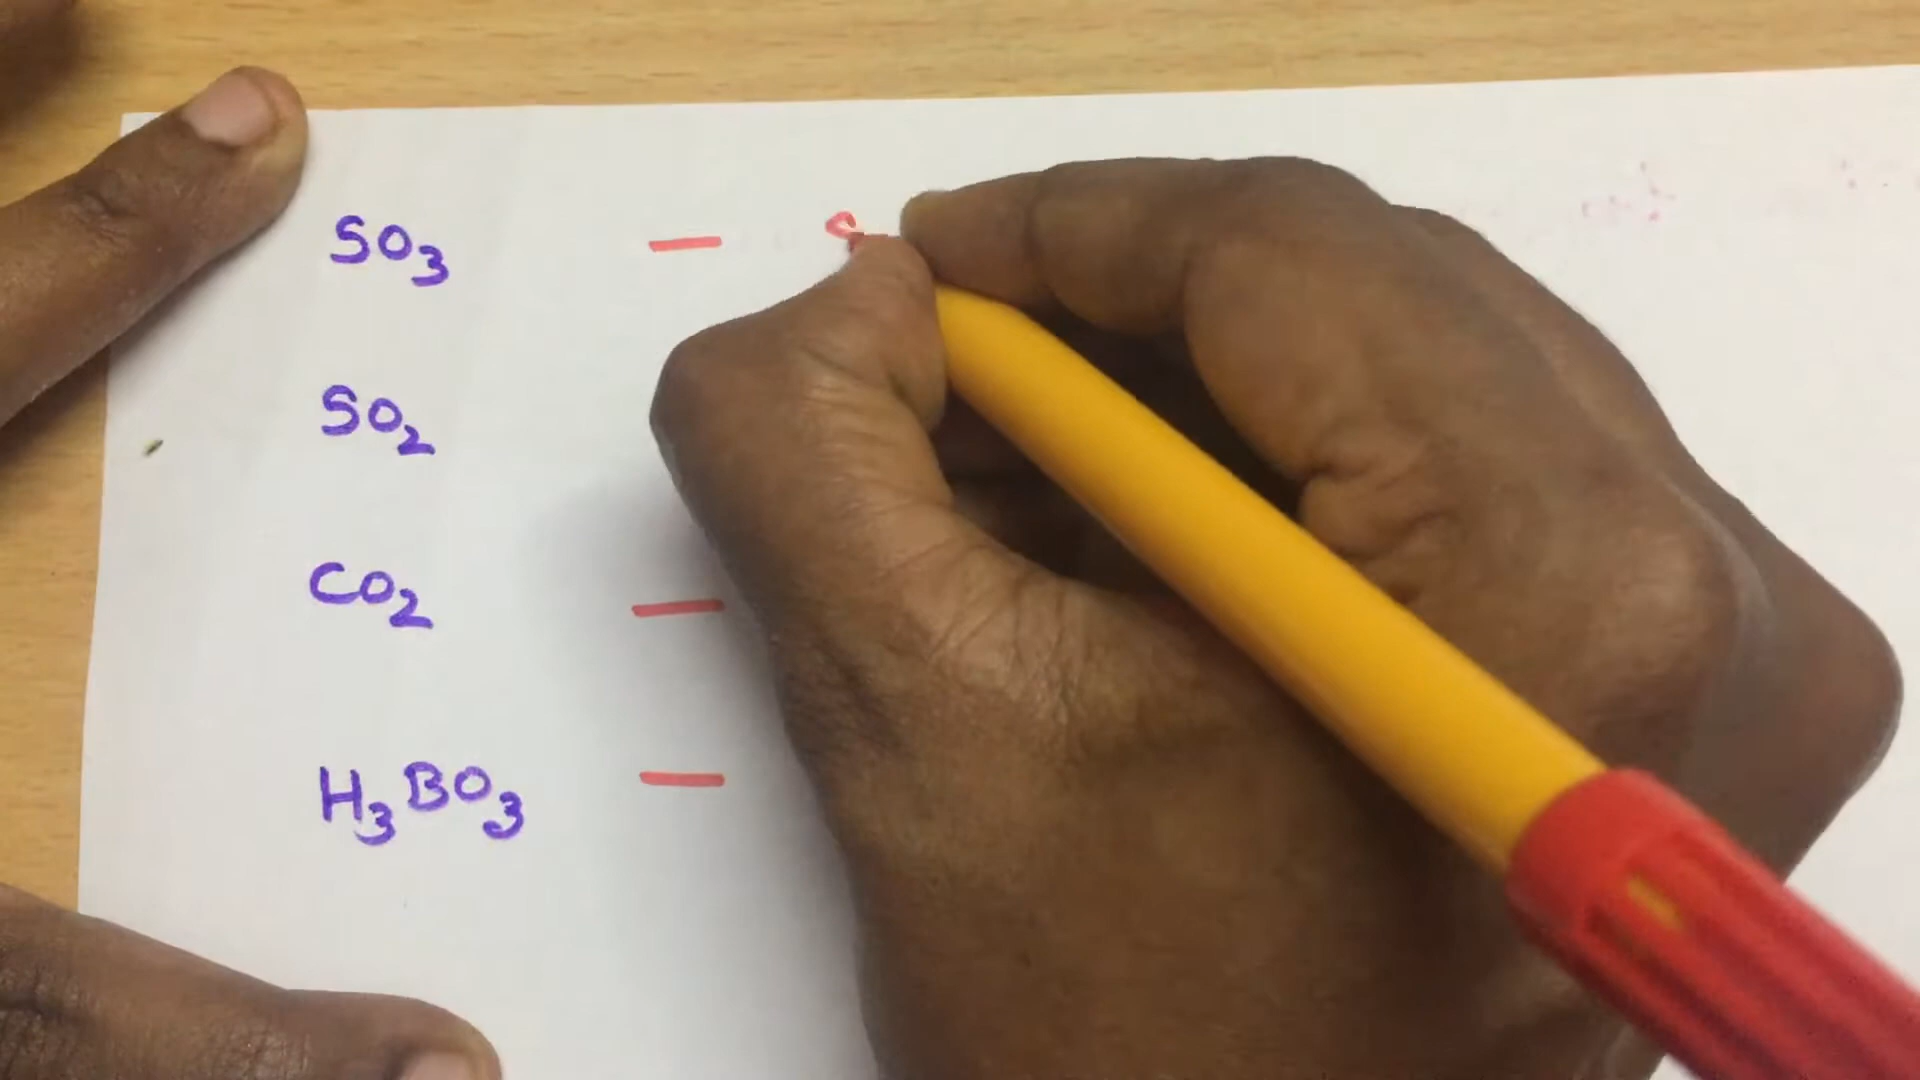 SO3 —
SO2
CO2 —
H3BO3 —